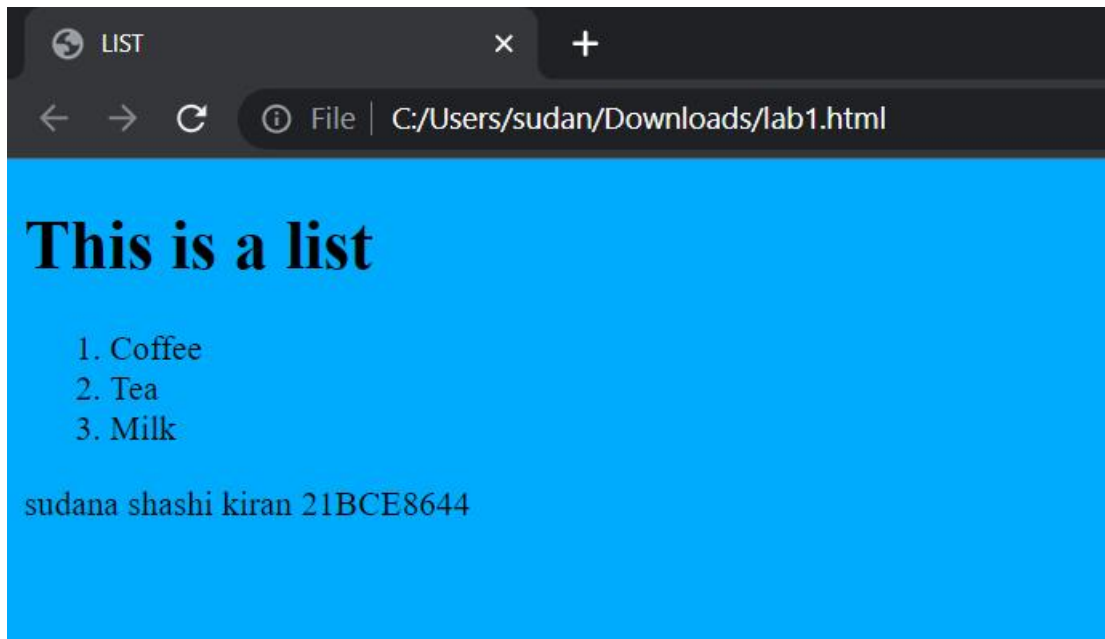 LIST
File C:/Users/sudan/Downloads/lab1.html
This is a list
1. Coffee
2. Tea
3. Milk
sudana shashi kiran 21BCE8644